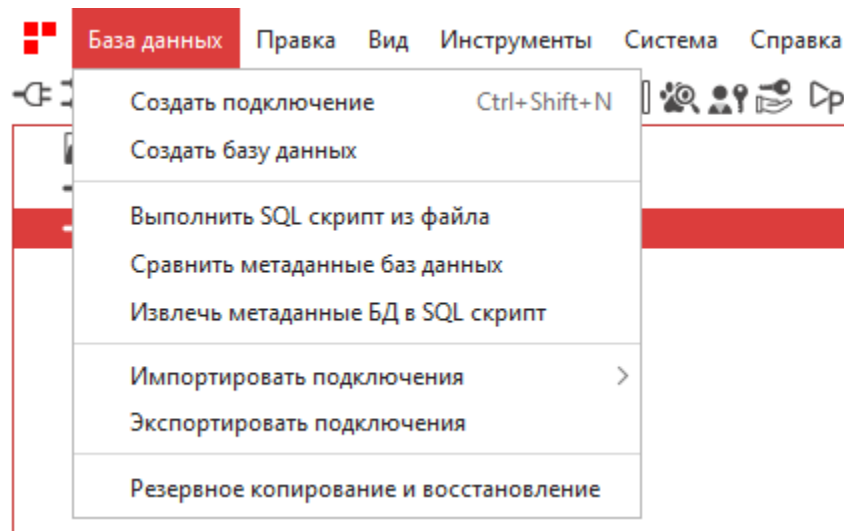 База данных Правка Вид Инструменты Система Справка
Создать подключение Ctrl+Shift+N
Создать базу данных
Выполнить SQL скрипт из файла
Сравнить метаданные баз данных
Извлечь метаданные БД в SQL скрипт
Импортировать подключения
Экспортировать подключения
Резервное копирование и восстановление